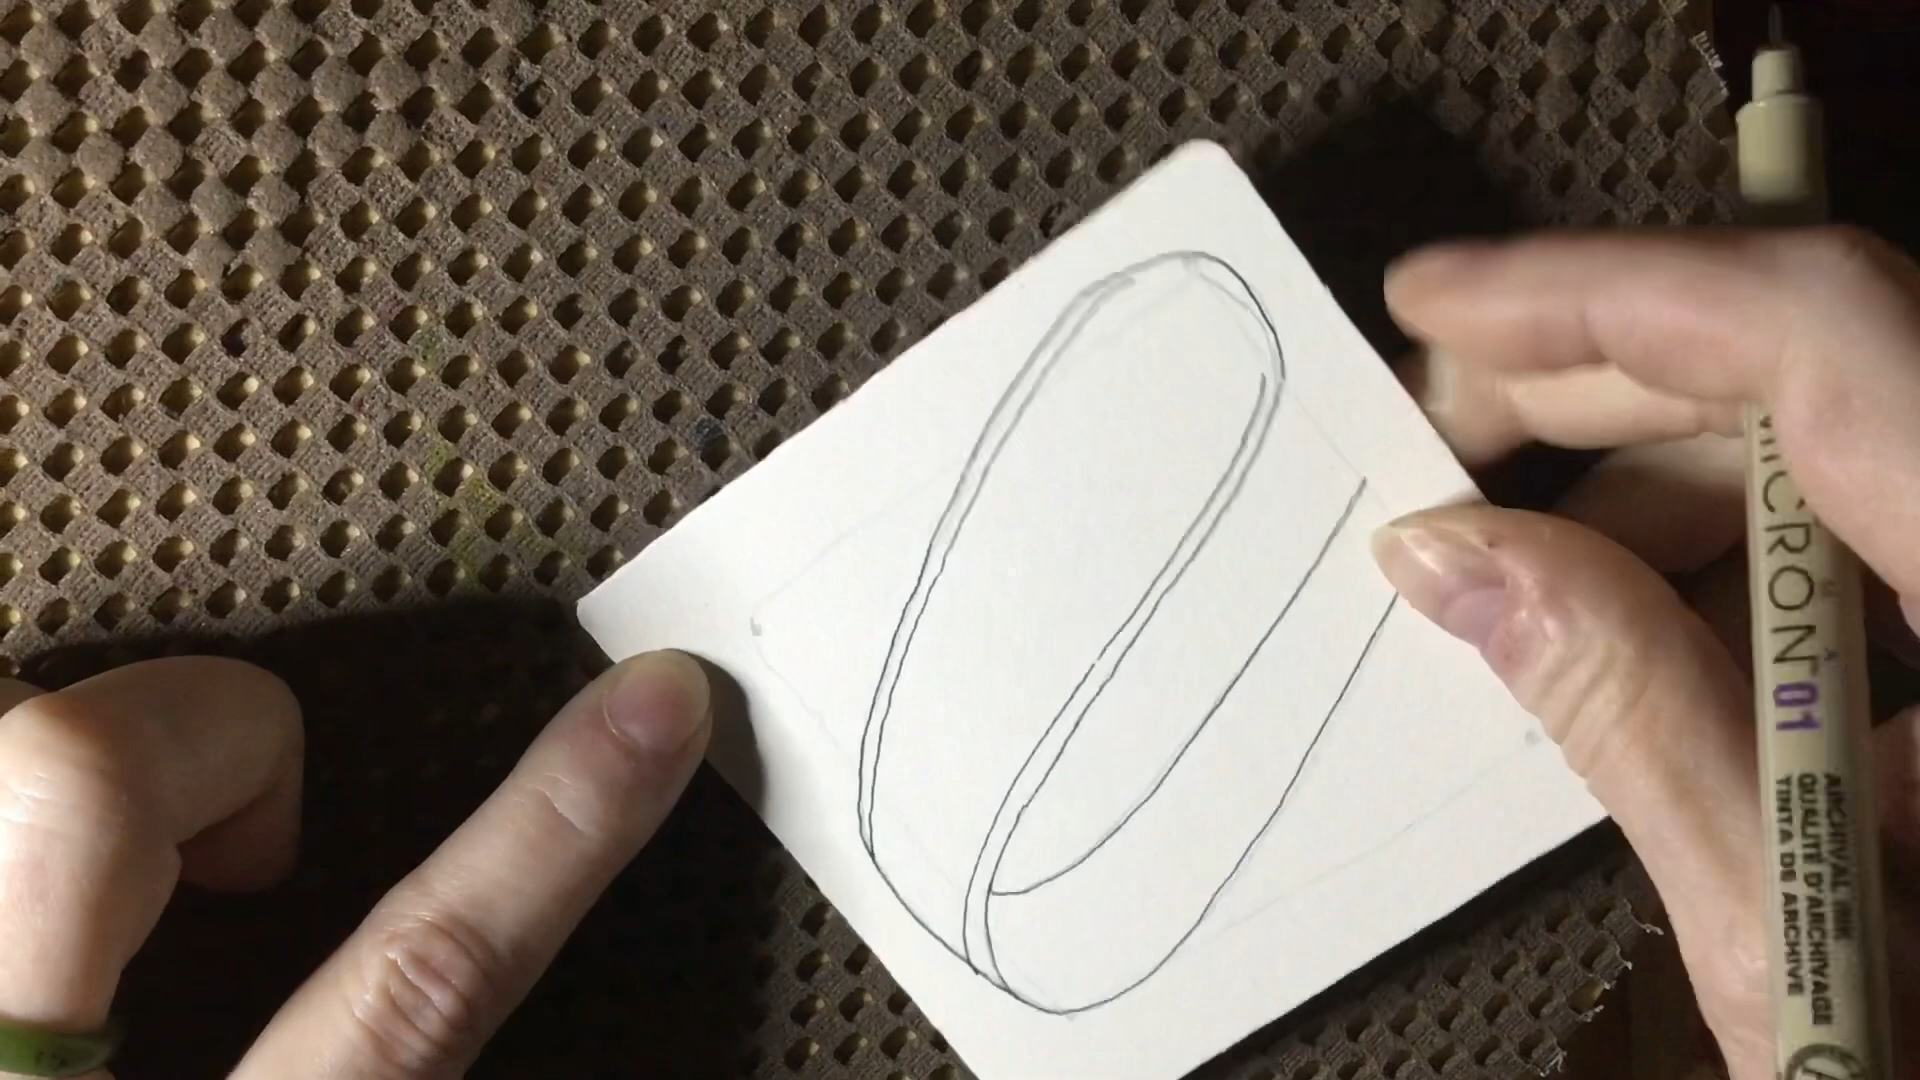 MICRON 01
ARCHIVAL INK
QUALITÉ D'ARCHIVAGE
TINTA DE ARCHIVE